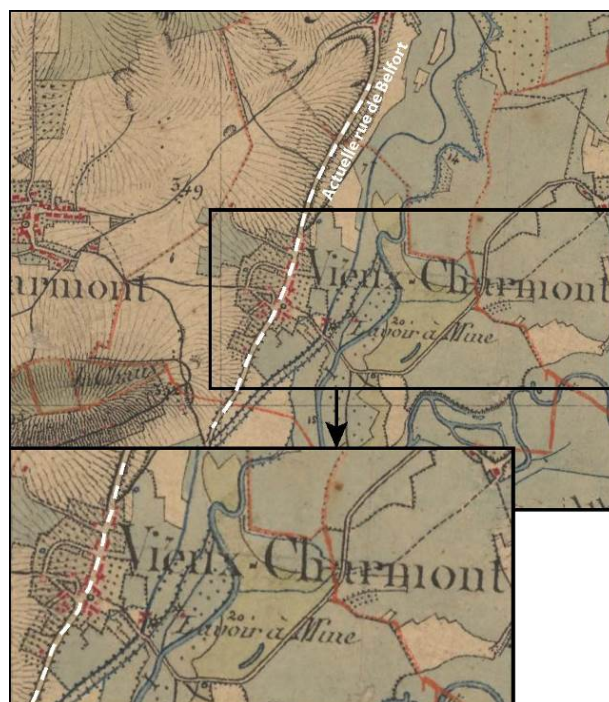 Actuelle rue de Belfort
349
armont
Vieux-Charmont
20
Lavoir à Mine
Vieux-Charmont
20
Lavoir à Mine